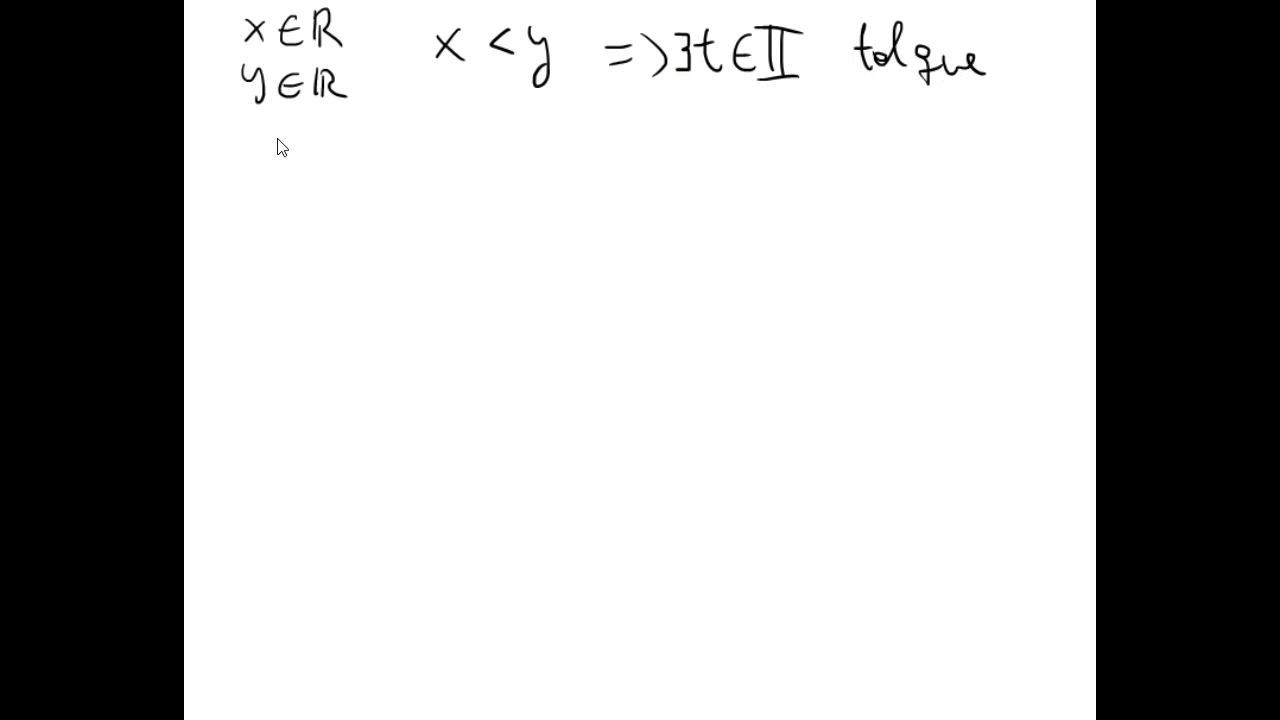 x ∈ ℝ x < y => ∃t ∈ 𝕀 tal que
y ∈ ℝ